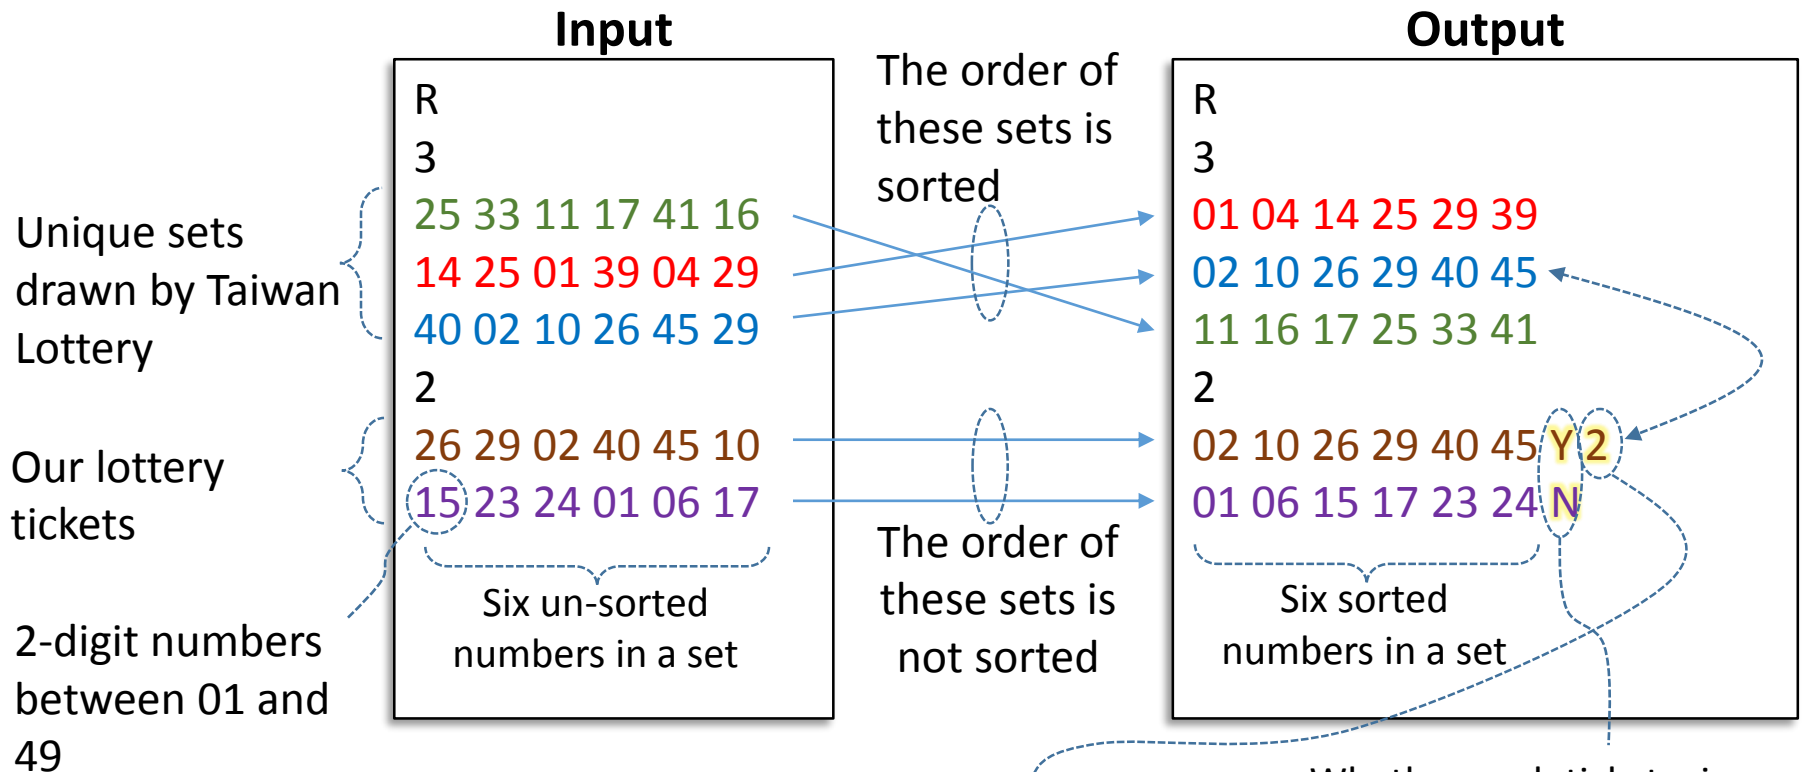 Input
Output
R
3
25 33 11 17 41 16
14 25 01 39 04 29
40 02 10 26 45 29
2
26 29 02 40 45 10
15 23 24 01 06 17
Six un-sorted
numbers in a set
Unique sets
drawn by Taiwan
Lottery
Our lottery
tickets
2-digit numbers
between 01 and
49
The order of
these sets is
sorted
The order of
these sets is
not sorted
R
3
01 04 14 25 29 39
02 10 26 29 40 45
11 16 17 25 33 41
2
02 10 26 29 40 45 Y 2
01 06 15 17 23 24 N
Six sorted
numbers in a set